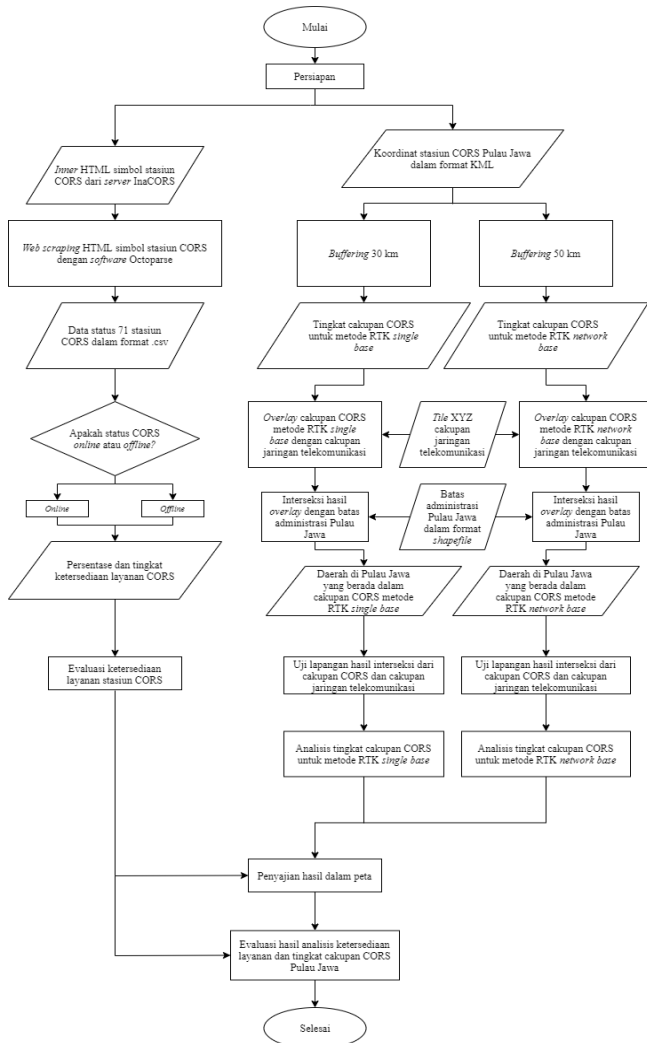 Mulai
Persiapan
Inner HTML simbol stasiun
CORS dari server InaCORS
Koordinat stasiun CORS Pulau Jawa
dalam format KML
Web scraping HTML simbol stasiun CORS
dengan software Octoparse
Buffering 30 km
Buffering 50 km
Data status 71 stasiun
CORS dalam format .csv
Tingkat cakupan CORS
untuk metode RTK single
base
Tingkat cakupan CORS
untuk metode RTK network
base
Apakah status CORS
online atau offline?
Overlay cakupan CORS
metode RTK single
base dengan cakupan
jaringan telekomunikasi
Tile XYZ
cakupan
jaringan
telekomunikasi
Overlay cakupan CORS
metode RTK network
base dengan cakupan
jaringan telekomunikasi
Online
Offline
Interseksi hasil
overlay dengan batas
administrasi Pulau
Jawa
Batas
administrasi
Pulau Jawa
dalam format
shapefile
Interseksi hasil
overlay dengan batas
administrasi Pulau
Jawa
Persentase dan tingkat
ketersediaan layanan CORS
Daerah di Pulau Jawa
yang berada dalam
cakupan CORS metode
RTK single base
Daerah di Pulau Jawa
yang berada dalam
cakupan CORS metode
RTK network base
Evaluasi ketersediaan
layanan stasiun CORS
Uji lapangan hasil interseksi dari
cakupan CORS dan cakupan
jaringan telekomunikasi
Uji lapangan hasil interseksi dari
cakupan CORS dan cakupan
jaringan telekomunikasi
Analisis tingkat cakupan CORS
untuk metode RTK single base
Analisis tingkat cakupan CORS
untuk metode RTK network base
Penyajian hasil dalam peta
Evaluasi hasil analisis ketersediaan
layanan dan tingkat cakupan CORS
Pulau Jawa
Selesai